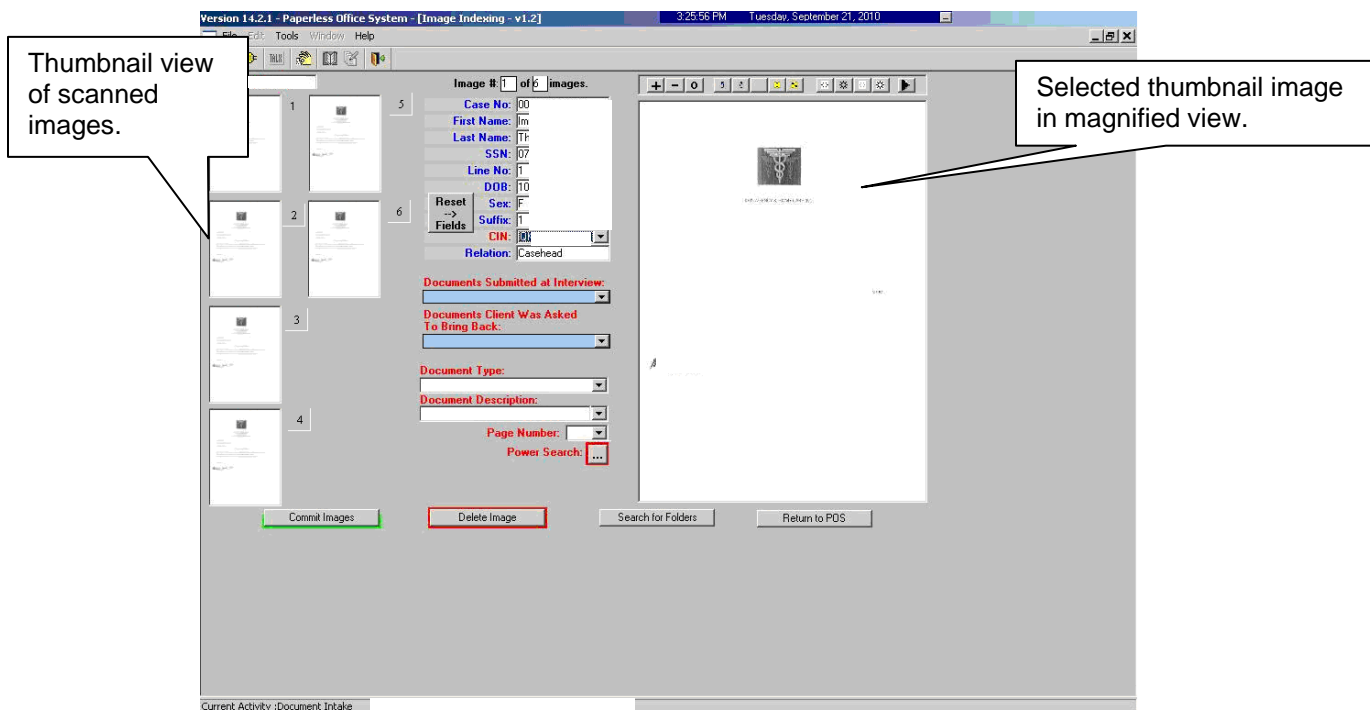 Version 14.2.1 - Paperless Office System - [Image Indexing - v1.2]
3:25:56 PM Tuesday, September 21, 2010
File Edit Tools Window Help
Thumbnail view
of scanned
images.
Selected thumbnail image
in magnified view.
Image #: 1 of 6 images.
1
5
2
6
3
4
Case No: 00
First Name: Im
Last Name: Th
SSN: 07
Line No: 1
DOB: 10
Reset
-->
Fields
Sex: F
Suffix: 1
CIN:
Relation: Casehead
Documents Submitted at Interview:
Documents Client Was Asked
To Bring Back:
Document Type:
Document Description:
Page Number:
Power Search: ...
+ - 0
Commit Images
Delete Image
Search for Folders
Return to POS
Current Activity :Document Intake